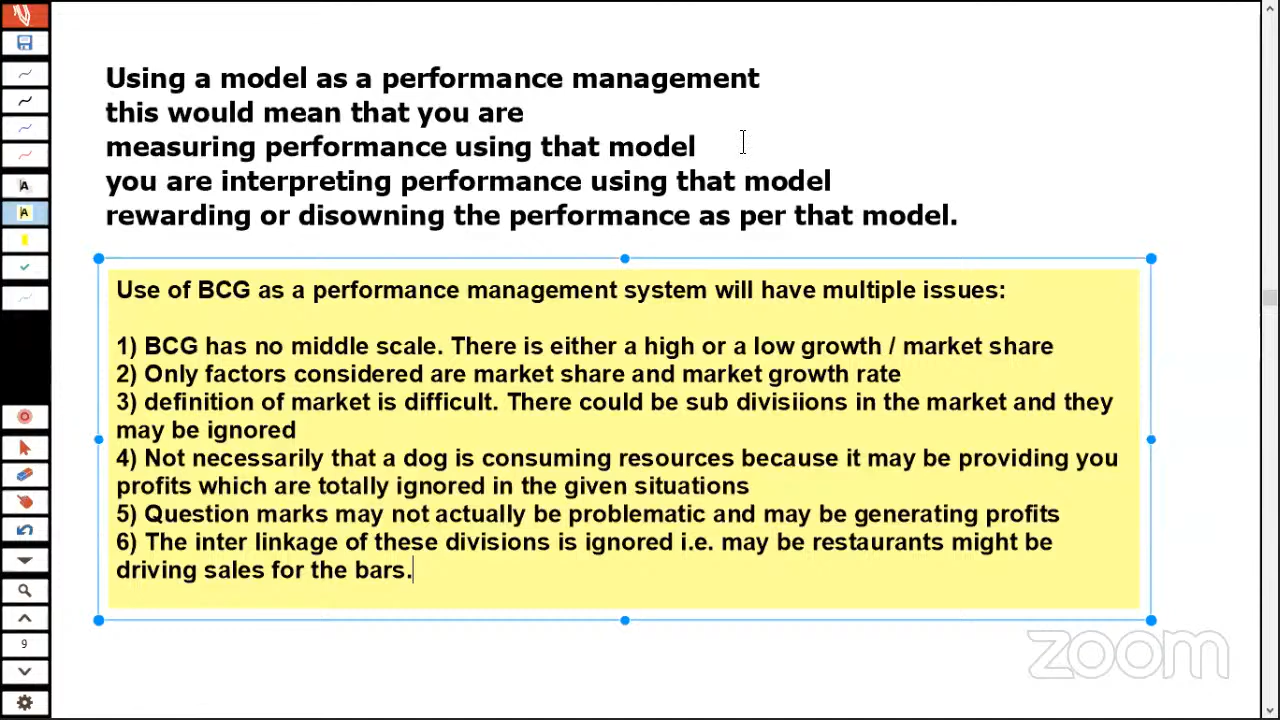 Using a model as a performance management
this would mean that you are
measuring performance using that model
you are interpreting performance using that model
rewarding or disowning the performance as per that model.
Use of BCG as a performance management system will have multiple issues:
1) BCG has no middle scale. There is either a high or a low growth / market share
2) Only factors considered are market share and market growth rate
3) definition of market is difficult. There could be sub divisiions in the market and they
may be ignored
4) Not necessarily that a dog is consuming resources because it may be providing you
profits which are totally ignored in the given situations
5) Question marks may not actually be problematic and may be generating profits
6) The inter linkage of these divisions is ignored i.e. may be restaurants might be
driving sales for the bars.
A
A
9
zoom